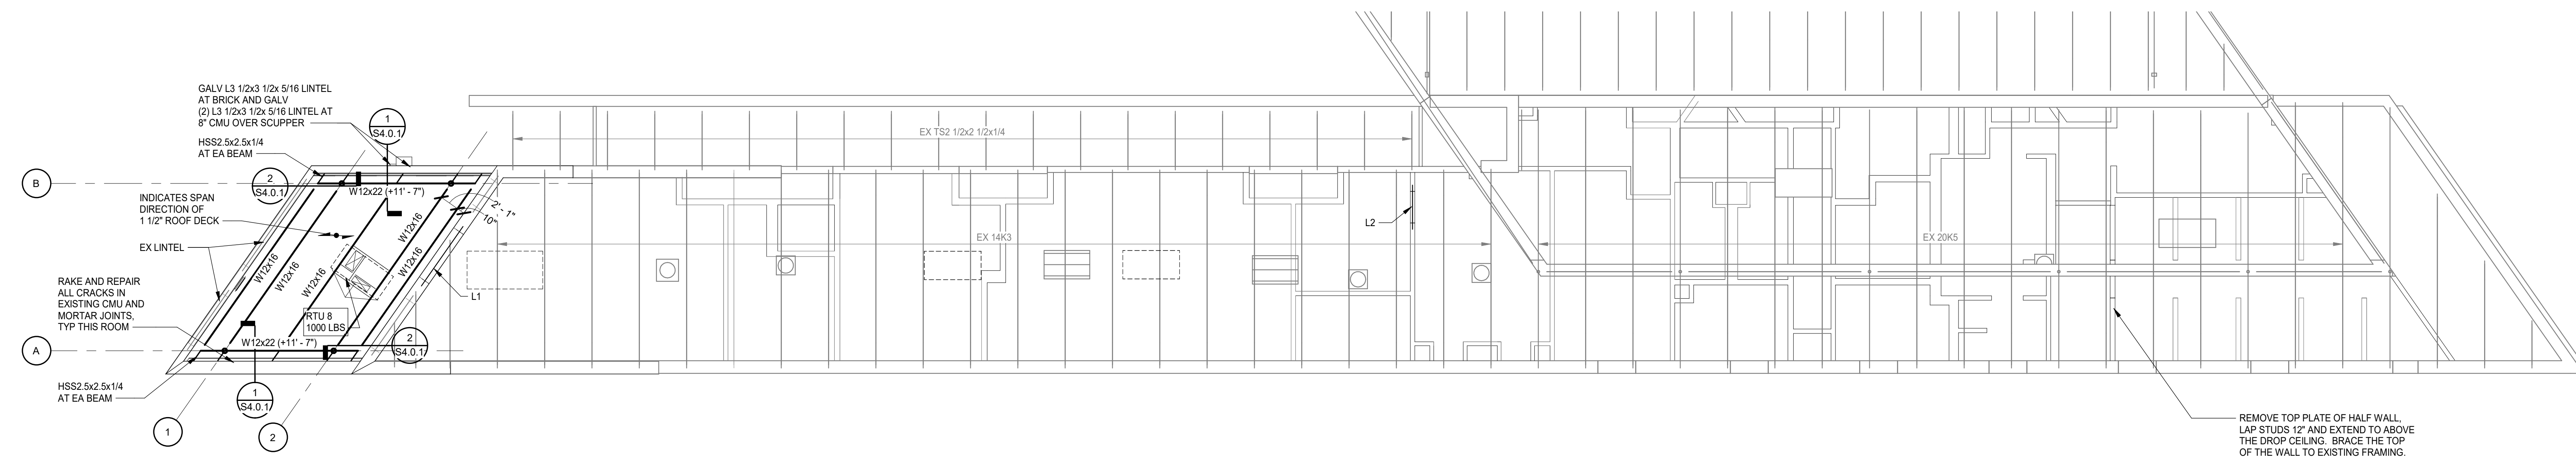 GALV L3 1/2x3 1/2x 5/16 LINTEL
AT BRICK AND GALV
(2) L3 1/2x3 1/2x 5/16 LINTEL AT
8" CMU OVER SCUPPER
1
S4.0.1
HSS2.5x2.5x1/4
AT EA BEAM
B
2
S4.0.1
W12x22 (+11' - 7")
INDICATES SPAN
DIRECTION OF
1 1/2" ROOF DECK
2' - 1"
10"
EX LINTEL
W12x16
W12x16
W12x16
W12x16
W12x16
RAKE AND REPAIR
ALL CRACKS IN
EXISTING CMU AND
MORTAR JOINTS,
TYP THIS ROOM
L1
RTU 8
1000 LBS
W12x22 (+11' - 7")
2
S4.0.1
A
HSS2.5x2.5x1/4
AT EA BEAM
1
S4.0.1
1
2
EX TS2 1/2x2 1/2x1/4
L2
EX 14K3
EX 20K5
REMOVE TOP PLATE OF HALF WALL,
LAP STUDS 12" AND EXTEND TO ABOVE
THE DROP CEILING. BRACE THE TOP
OF THE WALL TO EXISTING FRAMING.